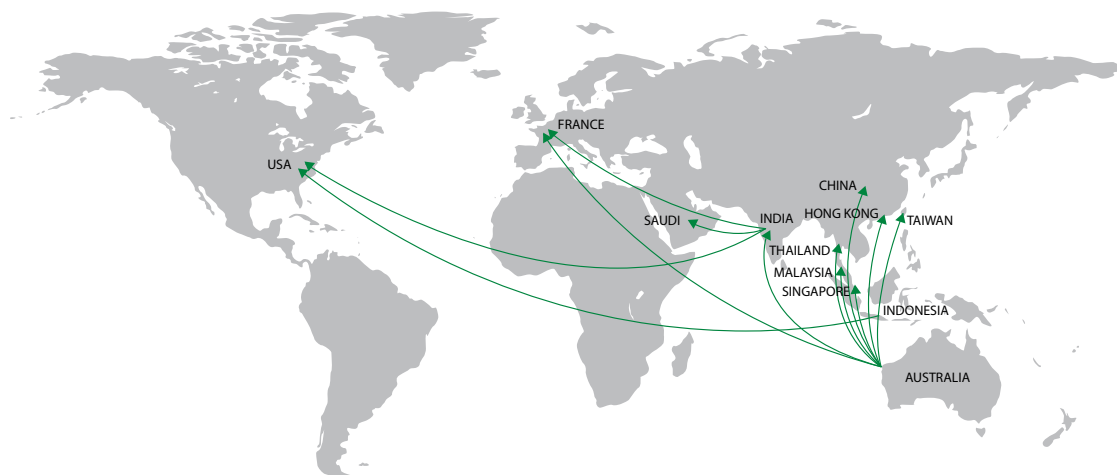 FRANCE
USA
CHINA
SAUDI
INDIA
HONG KONG
TAIWAN
THAILAND
MALAYSIA
SINGAPORE
INDONESIA
AUSTRALIA